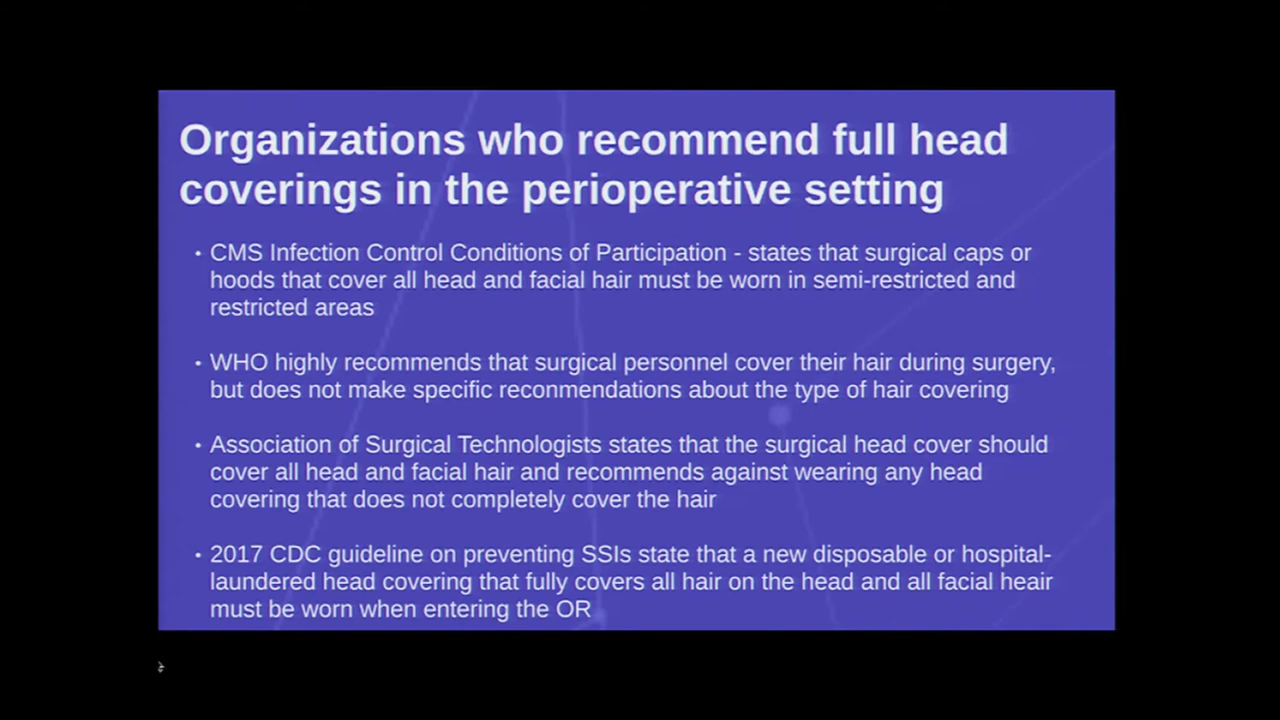 Organizations who recommend full head
coverings in the perioperative setting
• CMS Infection Control Conditions of Participation - states that surgical caps or
hoods that cover all head and facial hair must be worn in semi-restricted and
restricted areas
• WHO highly recommends that surgical personnel cover their hair during surgery,
but does not make specific reconmendations about the type of hair covering
• Association of Surgical Technologists states that the surgical head cover should
cover all head and facial hair and recommends against wearing any head
covering that does not completely cover the hair
• 2017 CDC guideline on preventing SSIs state that a new disposable or hospital-
laundered head covering that fully covers all hair on the head and all facial heair
must be worn when entering the OR